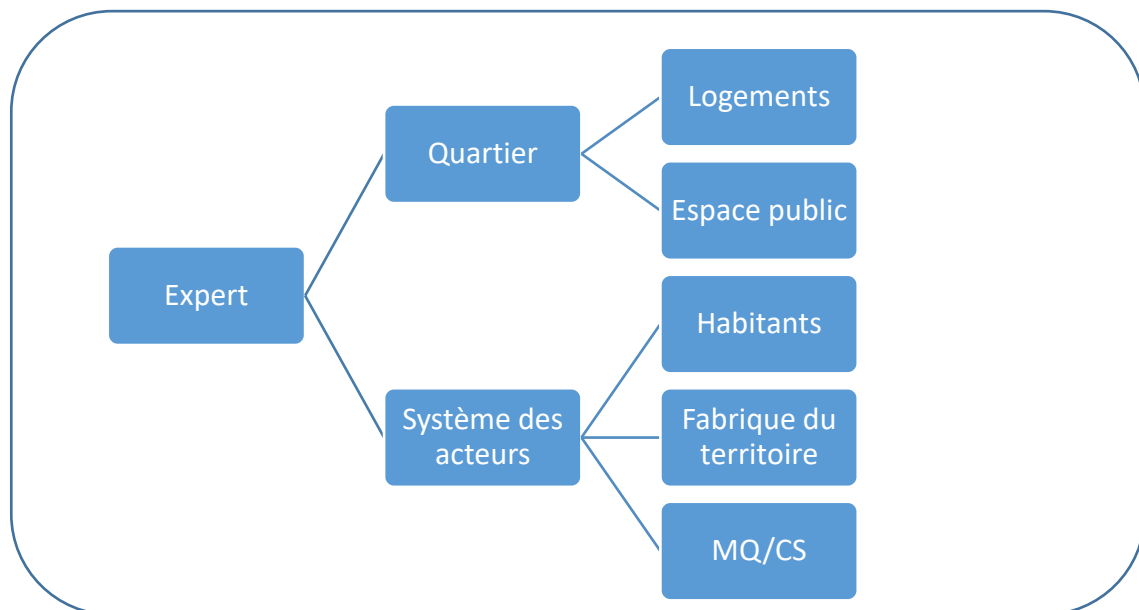 Expert
Quartier
Logements
Espace public
Système des
acteurs
Habitants
Fabrique du
territoire
MQ/CS